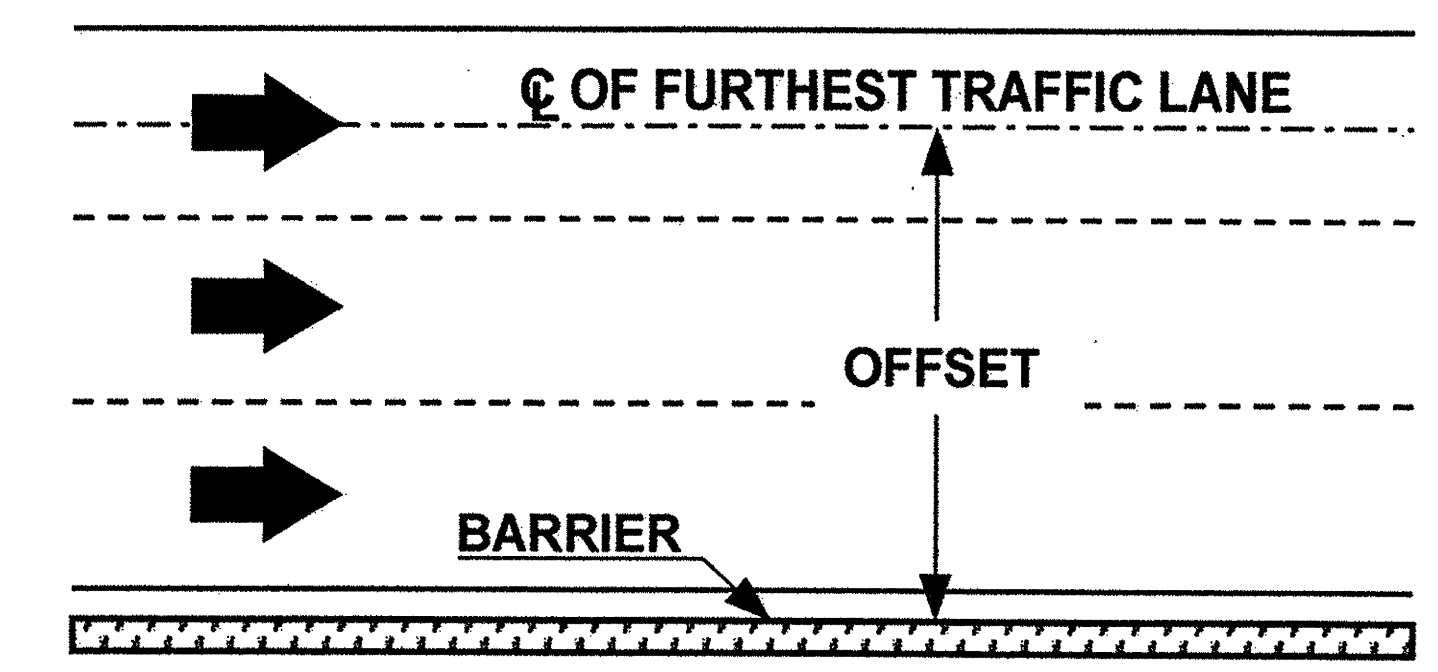 ℄ OF FURTHEST TRAFFIC LANE
OFFSET
BARRIER